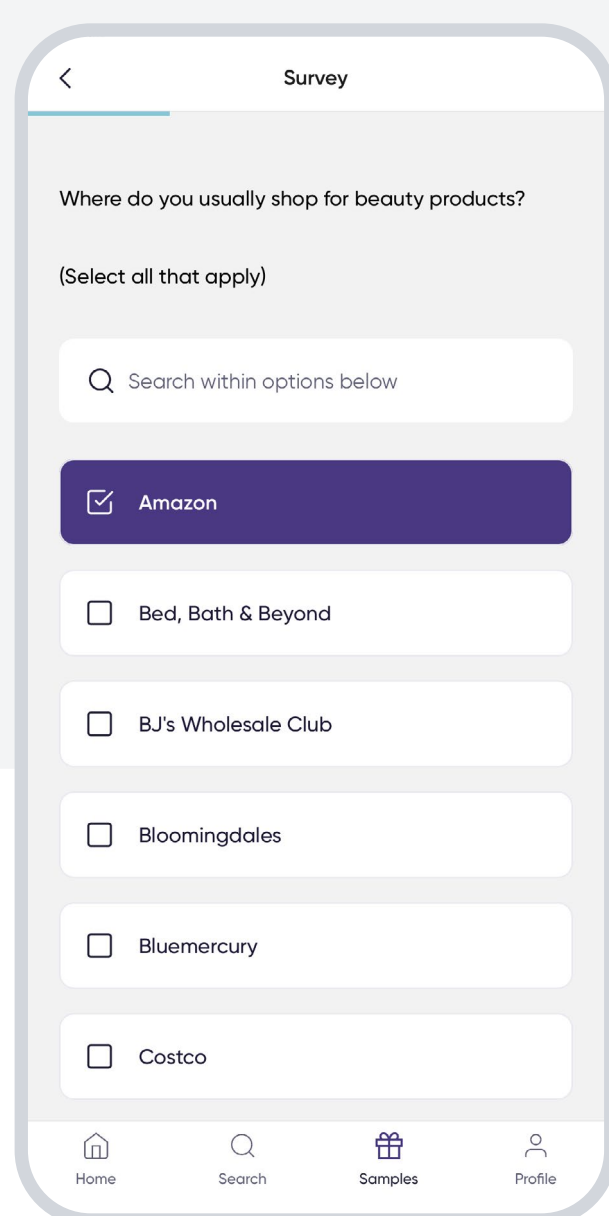 Survey
Where do you usually shop for beauty products?
(Select all that apply)
Search within options below
Amazon
Bed, Bath & Beyond
BJ's Wholesale Club
Bloomingdales
Bluemercury
Costco
Home Search Samples Profile